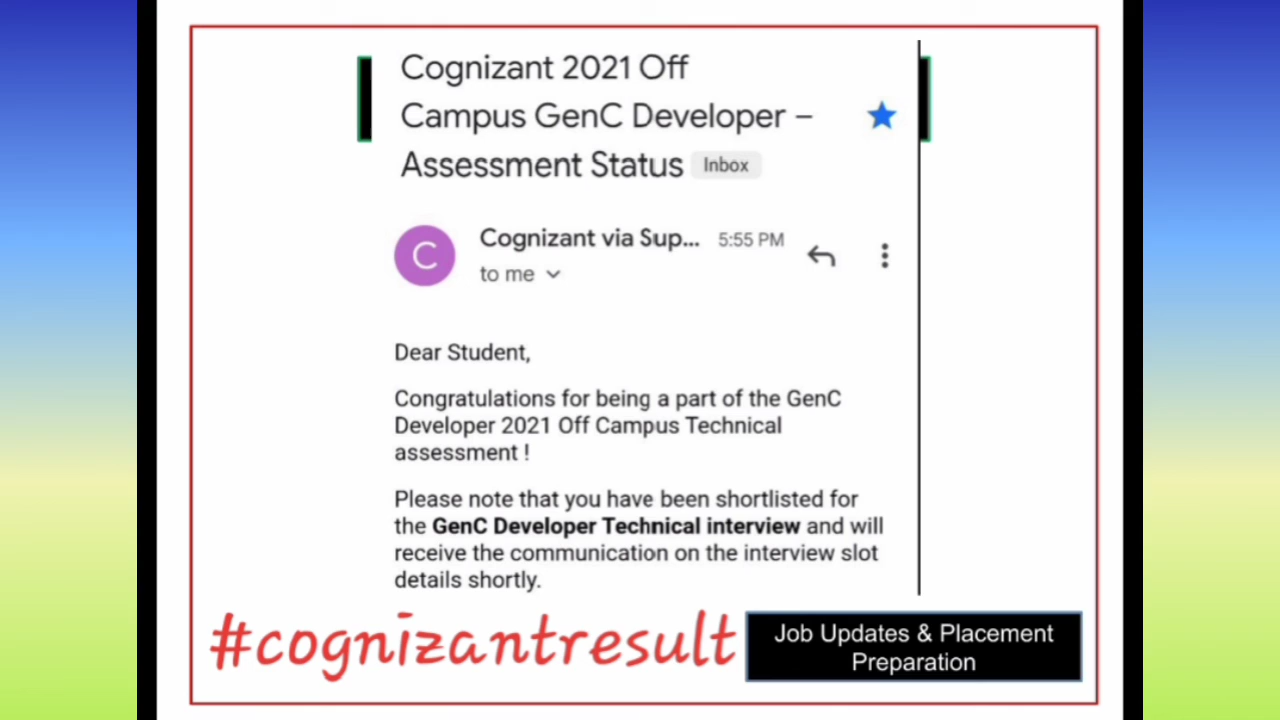 Cognizant 2021 Off
Campus GenC Developer –
Assessment Status Inbox
C
Cognizant via Sup... 5:55 PM
to me
Dear Student,
Congratulations for being a part of the GenC
Developer 2021 Off Campus Technical
assessment !
Please note that you have been shortlisted for
the GenC Developer Technical interview and will
receive the communication on the interview slot
details shortly.
#cognizantresult
Job Updates & Placement
Preparation